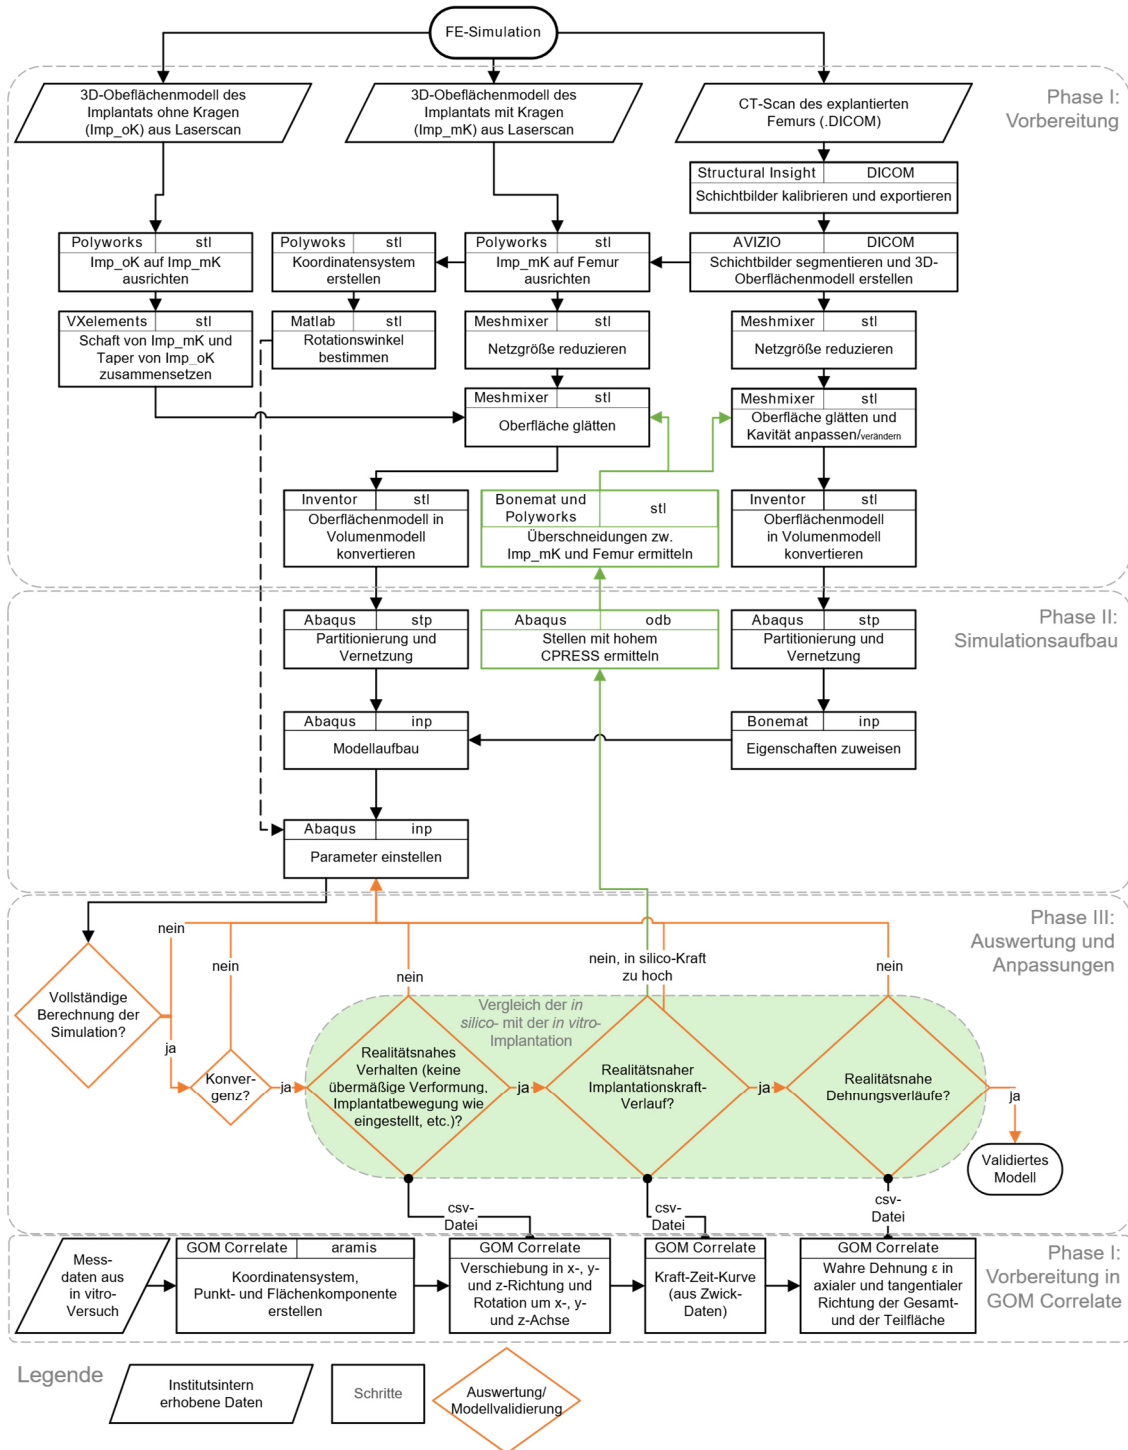 FE-Simulation
Phase I:
Vorbereitung
3D-Obeflächenmodell des
Implantats ohne Kragen
(Imp_oK) aus Laserscan
3D-Obeflächenmodell des
Implantats mit Kragen
(Imp_mK) aus Laserscan
CT-Scan des explantierten
Femurs (.DICOM)
Structural Insight DICOM
Schichtbilder kalibrieren und exportieren
Polyworks stl
Imp_oK auf Imp_mK
ausrichten
Polywoks stl
Koordinatensystem
erstellen
Polyworks stl
Imp_mK auf Femur
ausrichten
AVIZIO DICOM
Schichtbilder segmentieren und 3D-
Oberflächenmodell erstellen
VXelements stl
Schaft von Imp_mK und
Taper von Imp_oK
zusammensetzen
Matlab stl
Rotationswinkel
bestimmen
Meshmixer stl
Netzgröße reduzieren
Meshmixer stl
Netzgröße reduzieren
Meshmixer stl
Oberfläche glätten
Meshmixer stl
Oberfläche glätten und
Kavität anpassen/verändern
Inventor stl
Oberflächenmodell in
Volumenmodell
konvertieren
Bonemat und
Polyworks stl
Überschneidungen zw.
Imp_mK und Femur ermitteln
Inventor stl
Oberflächenmodell
in Volumenmodell
konvertieren
Phase II:
Simulationsaufbau
Abaqus stp
Partitionierung und
Vernetzung
Abaqus odb
Stellen mit hohem
CPRESS ermitteln
Abaqus stp
Partitionierung und
Vernetzung
Abaqus inp
Modellaufbau
Bonemat inp
Eigenschaften zuweisen
Abaqus inp
Parameter einstellen
Phase III:
Auswertung und
Anpassungen
nein
nein
nein
nein, in silico-Kraft
zu hoch
nein
Vollständige
Berechnung der
Simulation?
ja
Konver-
genz?
ja
Vergleich der in
silico- mit der in vitro-
Implantation
Realitätsnahes
Verhalten (keine
übermäßige Verformung,
Implantatbewegung wie
eingestellt, etc.)?
ja
Realitätsnaher
Implantationskraft-
Verlauf?
ja
Realitätsnahe
Dehnungsverläufe?
ja
Validiertes
Modell
csv-
Datei
csv-
Datei
csv-
Datei
Phase I:
Vorbereitung in
GOM Correlate
Mess-
daten aus
in vitro-
Versuch
GOM Correlate aramis
Koordinatensystem,
Punkt- und Flächenkomponente
erstellen
GOM Correlate
Verschiebung in x-, y-
und z-Richtung und
Rotation um x-, y-
und z-Achse
GOM Correlate
Kraft-Zeit-Kurve
(aus Zwick-
Daten)
GOM Correlate
Wahre Dehnung ε in
axialer und tangentialer
Richtung der Gesamt-
und der Teilfläche
Legende
Institutsintern
erhobene Daten
Schritte
Auswertung/
Modellvalidierung